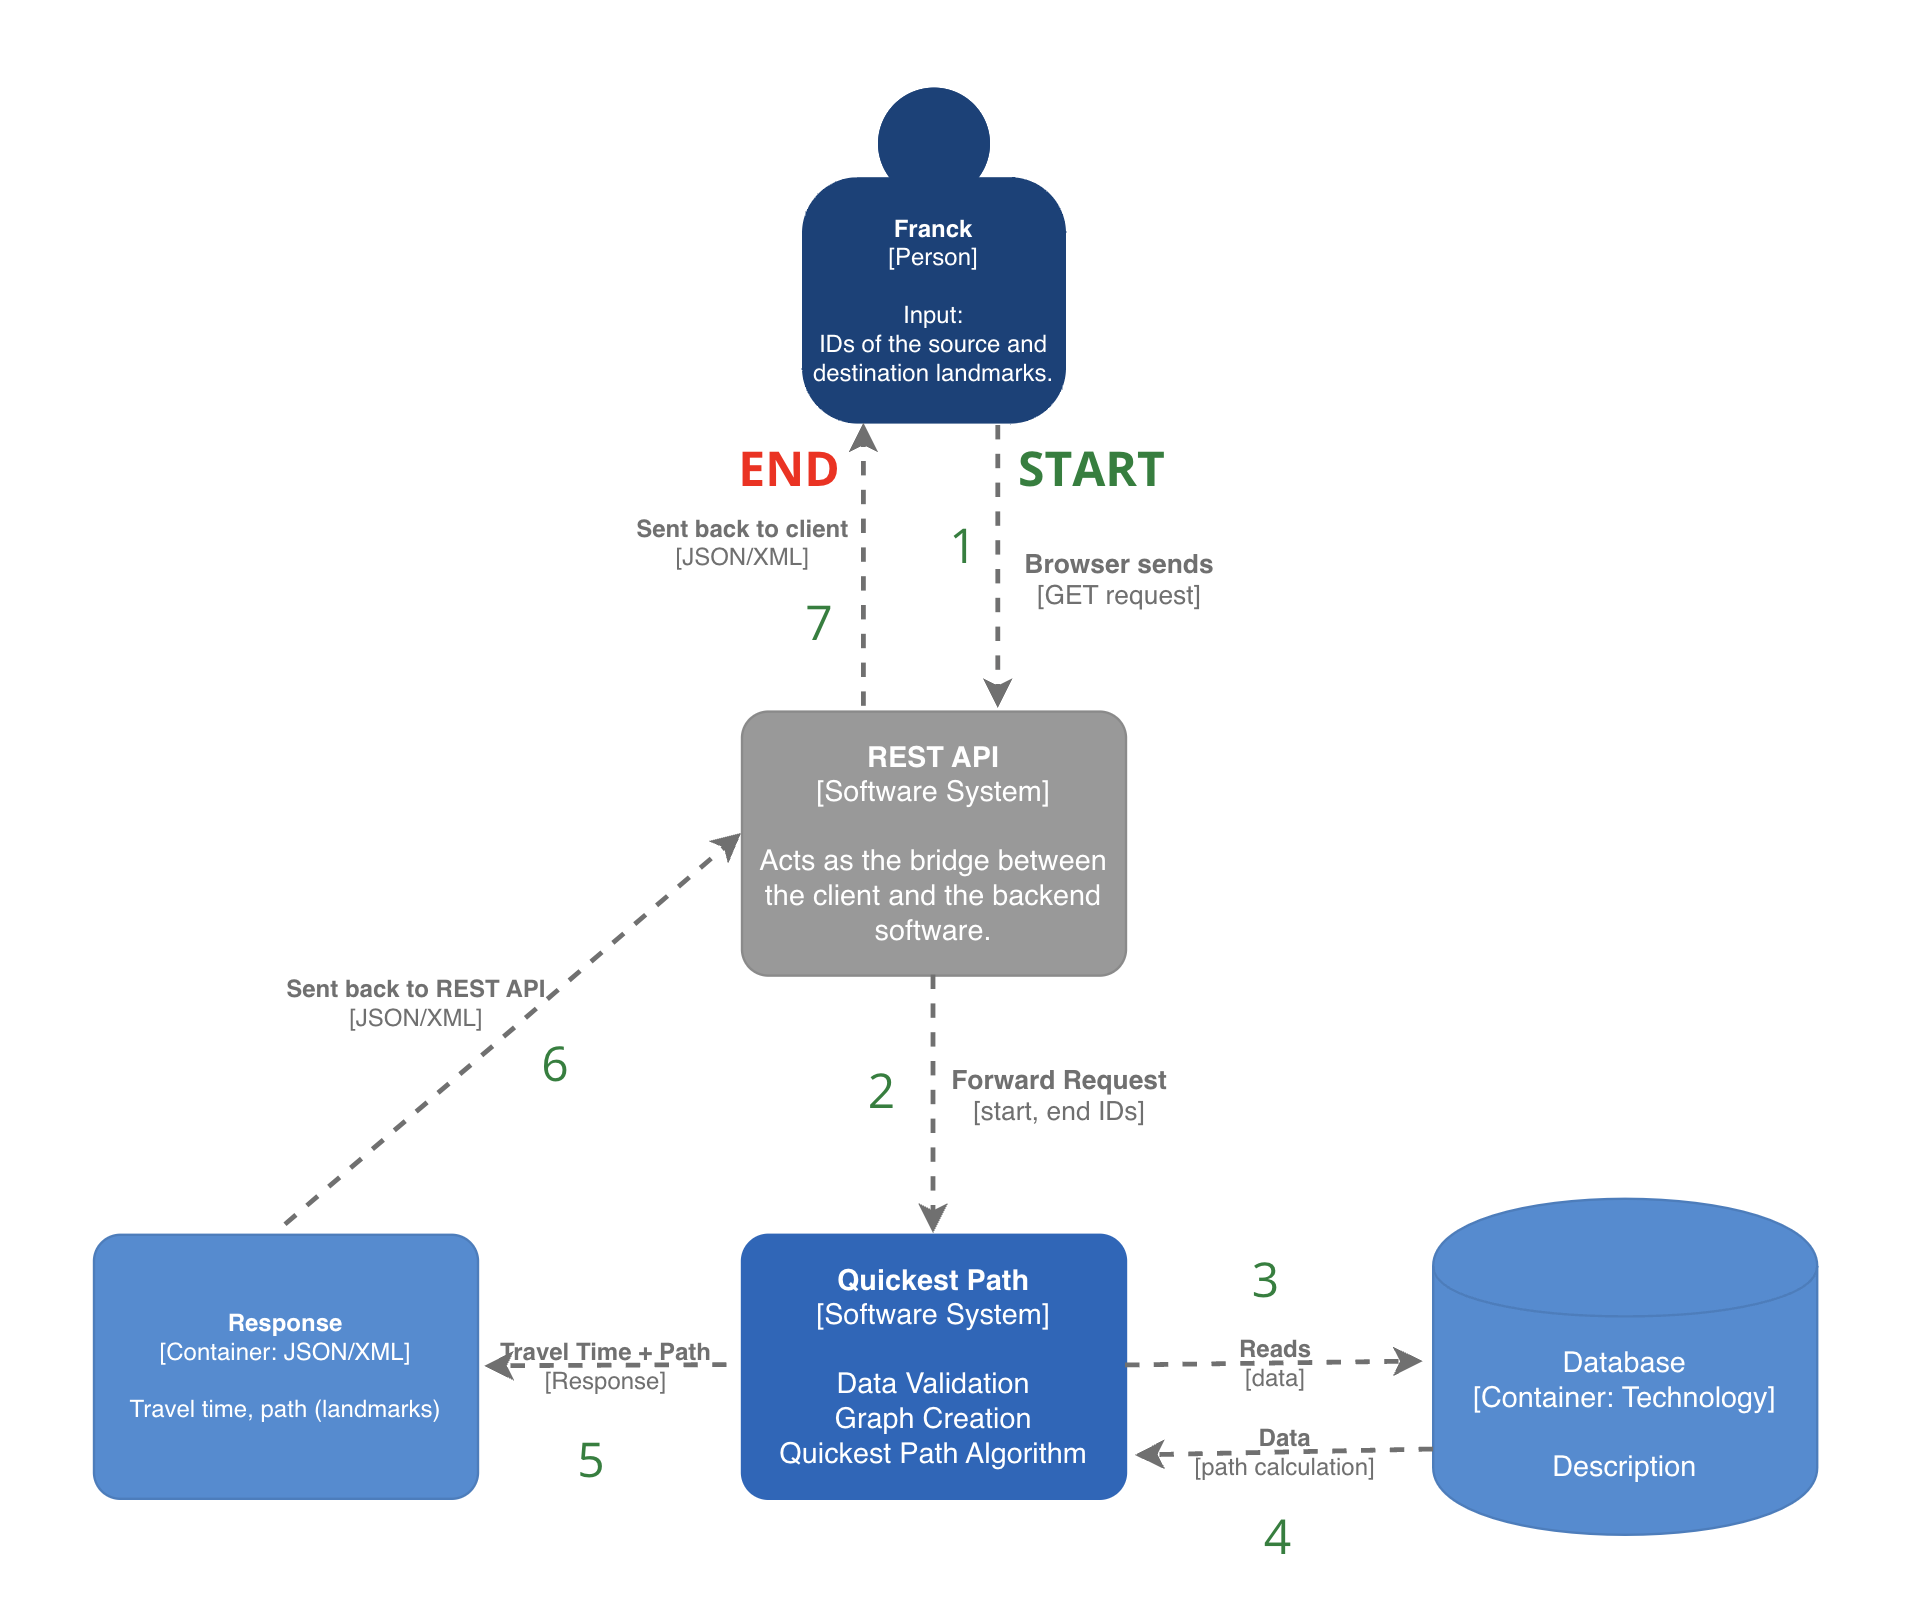 Franck
[Person]
Input:
IDs of the source and
destination landmarks.
END
START
Sent back to client
[JSON/XML]
1
Browser sends
[GET request]
7
REST API
[Software System]
Acts as the bridge between
the client and the backend
software.
Sent back to REST API
[JSON/XML]
6
2
Forward Request
[start, end IDs]
Response
[Container: JSON/XML]
Travel time, path (landmarks)
Travel Time + Path
[Response]
5
Quickest Path
[Software System]
Data Validation
Graph Creation
Quickest Path Algorithm
3
Reads
[data]
Data
[path calculation]
4
Database
[Container: Technology]
Description